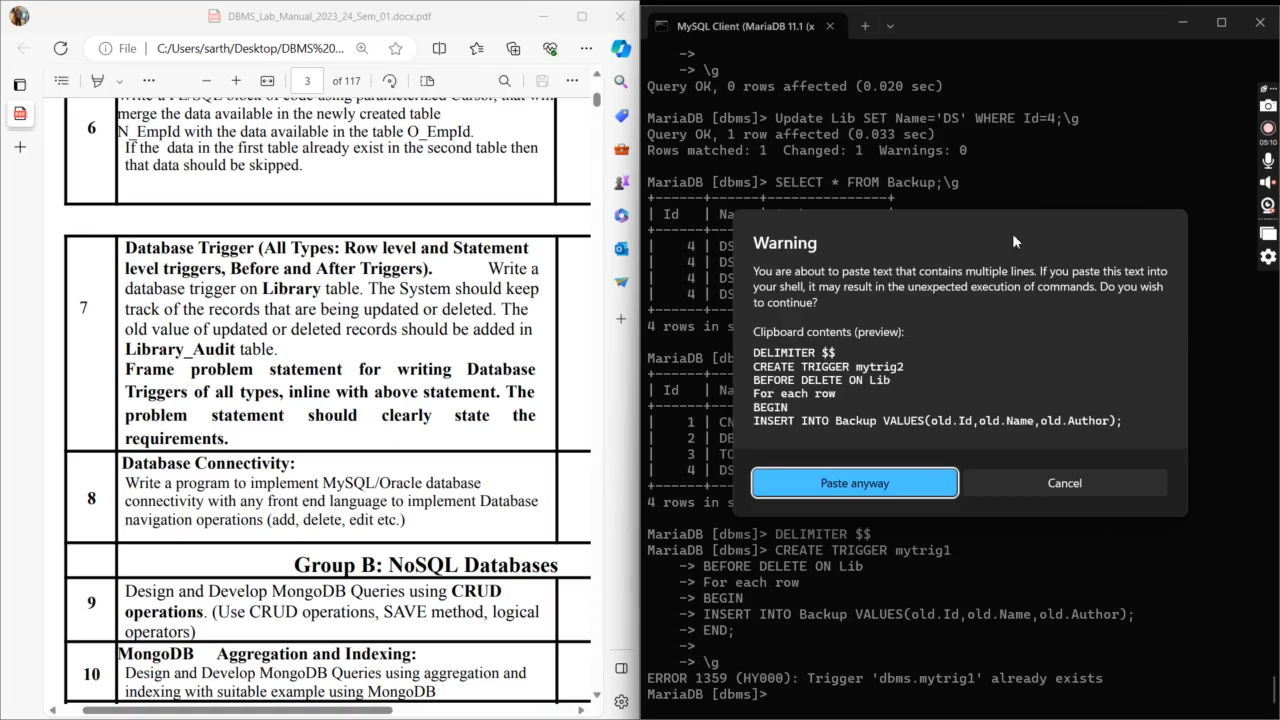 DBMS_Lab_Manual_2023_24_Sem_01.docx.pdf
File
C:/Users/sarth/Desktop/DBMS%20...
3
of 117
merge the data available in the newly created table
6
N_EmpId with the data available in the table O_EmpId.
If the data in the first table already exist in the second table then
that data should be skipped.
Database Trigger (All Types: Row level and Statement
level triggers, Before and After Triggers). Write a
database trigger on Library table. The System should keep
7
track of the records that are being updated or deleted. The
old value of updated or deleted records should be added in
Library_Audit table.
Frame problem statement for writing Database
Triggers of all types, inline with above statement. The
problem statement should clearly state the
requirements.
Database Connectivity:
Write a program to implement MySQL/Oracle database
8
connectivity with any front end language to implement Database
navigation operations (add, delete, edit etc.)
Group B: NoSQL Databases
Design and Develop MongoDB Queries using CRUD
9
operations. (Use CRUD operations, SAVE method, logical
operators)
MongoDB Aggregation and Indexing:
10
Design and Develop MongoDB Queries using aggregation and
indexing with suitable example using MongoDB
MySQL Client (MariaDB 11.1 (x
->
-> \g
Query OK, 0 rows affected (0.020 sec)
MariaDB [dbms]> Update Lib SET Name='DS' WHERE Id=4;\g
Query OK, 1 row affected (0.033 sec)
Rows matched: 1 Changed: 1 Warnings: 0
MariaDB [dbms]> SELECT * FROM Backup;\g
+------+------+---------------+
| Id | Na
| 4 | DS
| 4 | DS
| 4 | DS
| 4 | DS
4 rows in s
MariaDB [db
| Id | Na
| 1 | CN
| 2 | DB
| 3 | TO
| 4 | DS
4 rows in s
MariaDB [dbms]> DELIMITER $$
MariaDB [dbms]> CREATE TRIGGER mytrig1
-> BEFORE DELETE ON Lib
-> For each row
-> BEGIN
-> INSERT INTO Backup VALUES(old.Id,old.Name,old.Author);
-> END;
->
-> \g
ERROR 1359 (HY000): Trigger 'dbms.mytrig1' already exists
MariaDB [dbms]>
Warning
You are about to paste text that contains multiple lines. If you paste this text into
your shell, it may result in the unexpected execution of commands. Do you wish
to continue?
Clipboard contents (preview):
DELIMITER $$
CREATE TRIGGER mytrig2
BEFORE DELETE ON Lib
For each row
BEGIN
INSERT INTO Backup VALUES(old.Id,old.Name,old.Author);
Paste anyway
Cancel
05:10